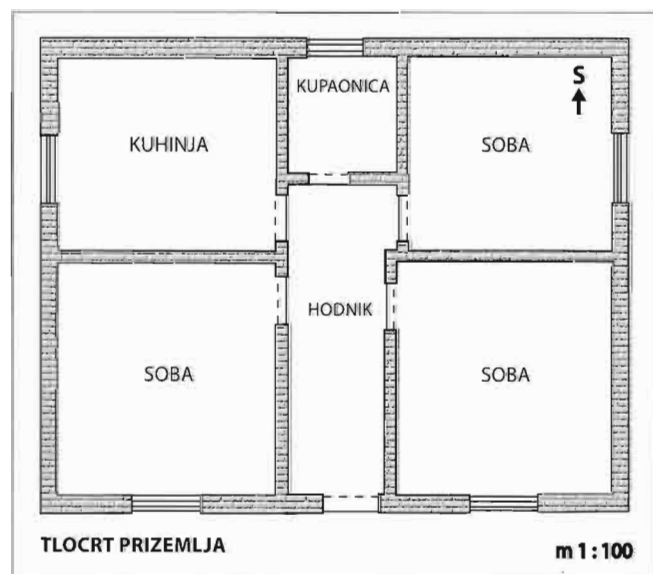 S
KUPAONICA
KUHINJA
SOBA
HODNIK
SOBA
SOBA
TLOCRT PRIZEMLJA
m 1 : 100